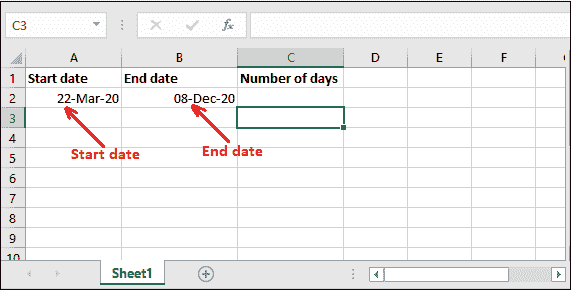 C3
fx
A B C D E F
1 Start date End date Number of days
2 22-Mar-20 08-Dec-20
3
4 Start date End date
5
6
7
8
9
10
Sheet1